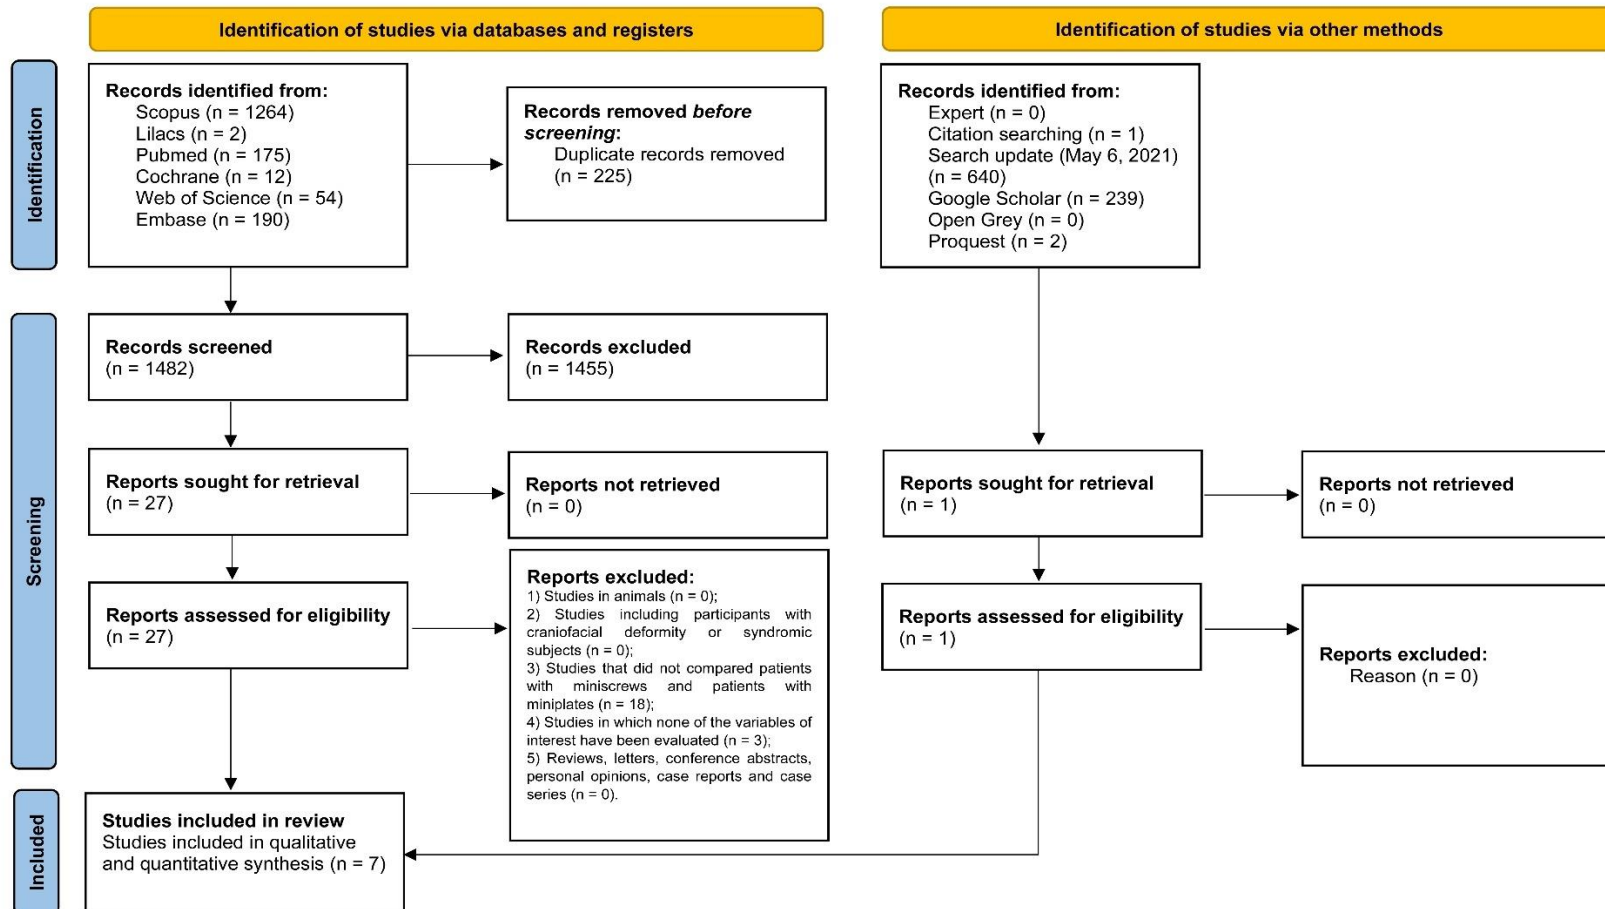 Identification of studies via databases and registers
Identification of studies via other methods
Identification
Records identified from:
Scopus (n = 1264)
Lilacs (n = 2)
Pubmed (n = 175)
Cochrane (n = 12)
Web of Science (n = 54)
Embase (n = 190)
Records removed before
screening:
Duplicate records removed
(n = 225)
Records identified from:
Expert (n = 0)
Citation searching (n = 1)
Search update (May 6, 2021)
(n = 640)
Google Scholar (n = 239)
Open Grey (n = 0)
Proquest (n = 2)
Screening
Records screened
(n = 1482)
Records excluded
(n = 1455)
Reports sought for retrieval
(n = 27)
Reports not retrieved
(n = 0)
Reports sought for retrieval
(n = 1)
Reports not retrieved
(n = 0)
Reports assessed for eligibility
(n = 27)
Reports excluded:
1) Studies in animals (n = 0);
2) Studies including participants with
craniofacial deformity or syndromic
subjects (n = 0);
3) Studies that did not compared patients
with miniscrews and patients with
miniplates (n = 18);
4) Studies in which none of the variables of
interest have been evaluated (n = 3);
5) Reviews, letters, conference abstracts,
personal opinions, case reports and case
series (n = 0).
Reports assessed for eligibility
(n = 1)
Reports excluded:
Reason (n = 0)
Included
Studies included in review
Studies included in qualitative
and quantitative synthesis (n = 7)